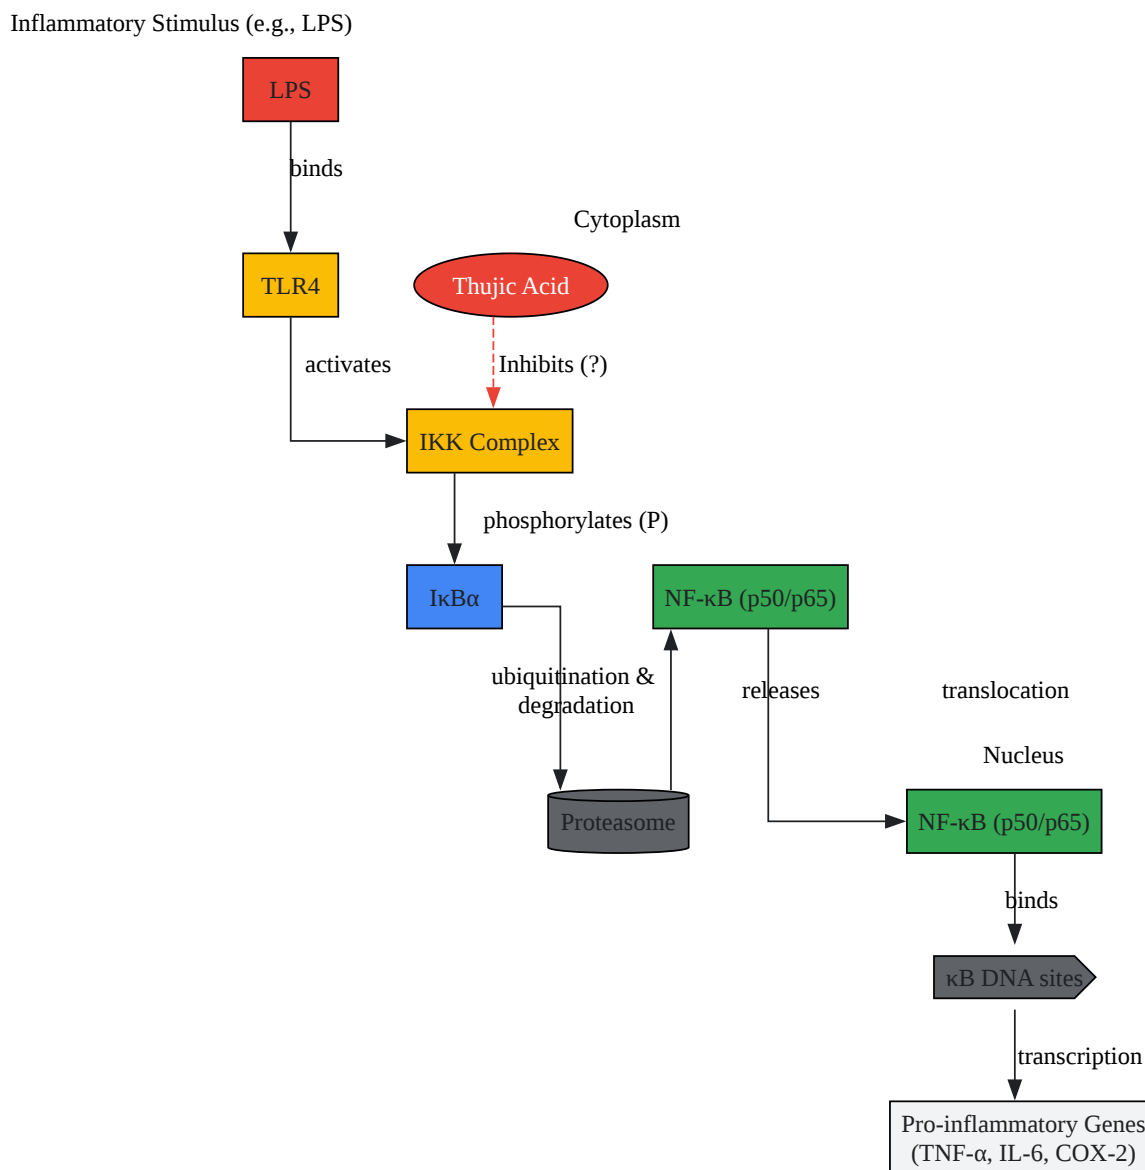 Inflammatory Stimulus (e.g., LPS)
LPS
binds
Cytoplasm
TLR4
Thujic Acid
activates
Inhibits (?)
IKK Complex
phosphorylates (P)
IκBα
NF-κB (p50/p65)
ubiquitination &
degradation
releases
translocation
Nucleus
Proteasome
NF-κB (p50/p65)
binds
κB DNA sites
transcription
Pro-inflammatory Genes
(TNF-α, IL-6, COX-2)